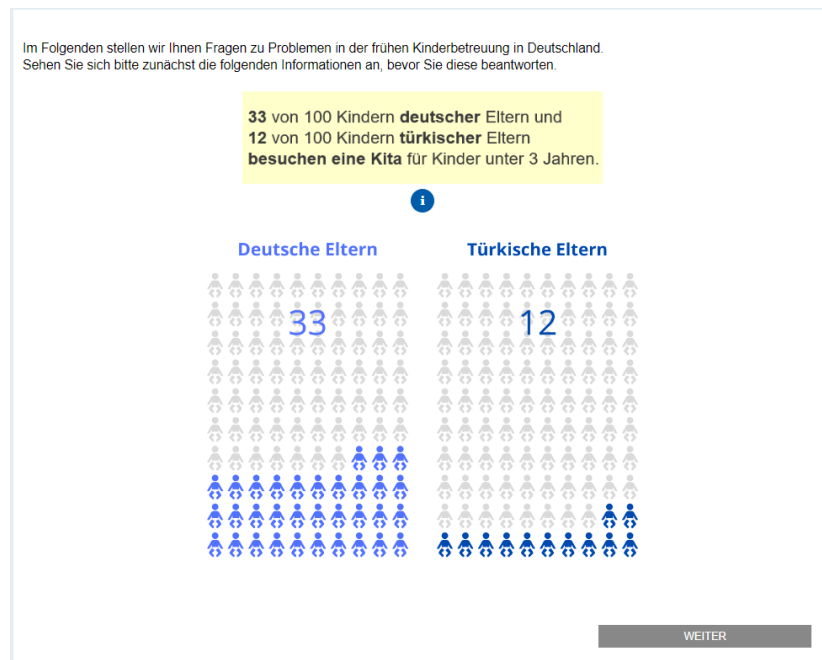 Im Folgenden stellen wir Ihnen Fragen zu Problemen in der frühen Kinderbetreuung in Deutschland.
Sehen Sie sich bitte zunächst die folgenden Informationen an, bevor Sie diese beantworten.
33 von 100 Kindern deutscher Eltern und
12 von 100 Kindern türkischer Eltern
besuchen eine Kita für Kinder unter 3 Jahren.
i
Deutsche Eltern
Türkische Eltern
33
12
WEITER